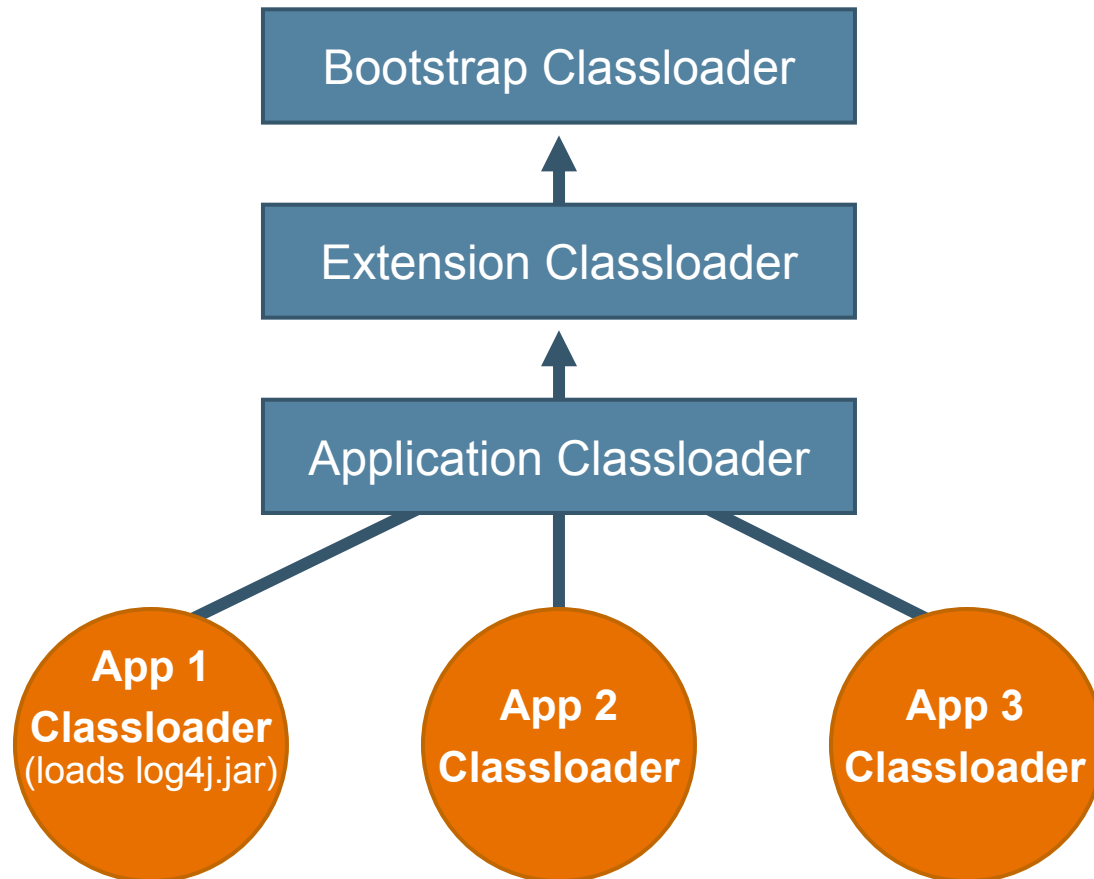 Bootstrap Classloader
Extension Classloader
Application Classloader
App 1
Classloader
(loads log4j.jar)
App 2
Classloader
App 3
Classloader